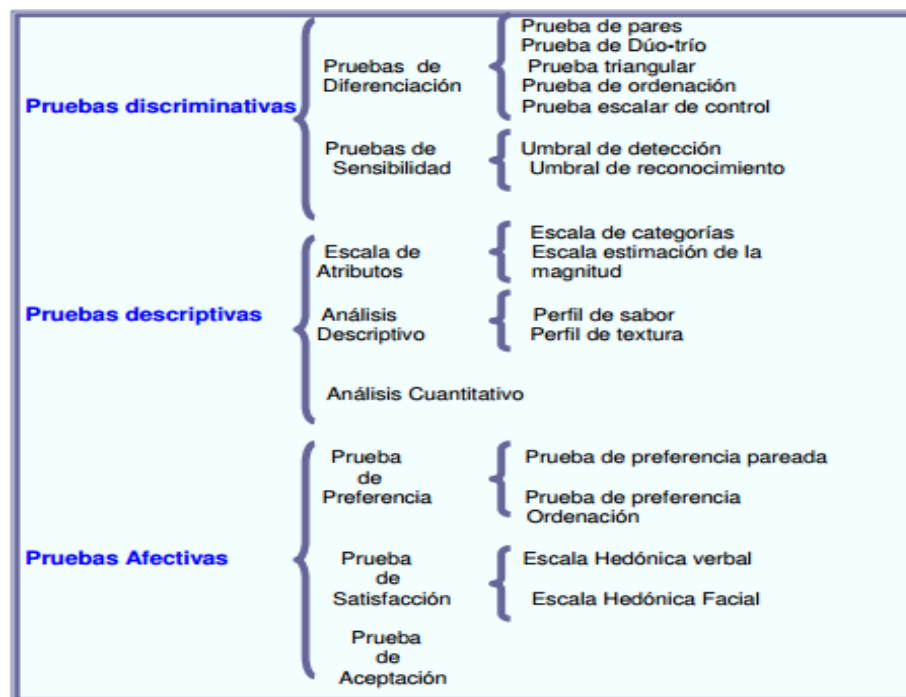 Pruebas discriminativas
Pruebas de
Diferenciación
Prueba de pares
Prueba de Dúo-trío
Prueba triangular
Prueba de ordenación
Prueba escalar de control
Pruebas de
Sensibilidad
Umbral de detección
Umbral de reconocimiento
Pruebas descriptivas
Escala de
Atributos
Escala de categorías
Escala estimación de la
magnitud
Análisis
Descriptivo
Perfil de sabor
Perfil de textura
Análisis Cuantitativo
Pruebas Afectivas
Prueba
de
Preferencia
Prueba de preferencia pareada
Prueba de preferencia
Ordenación
Prueba
de
Satisfacción
Escala Hedónica verbal
Escala Hedónica Facial
Prueba
de
Aceptación